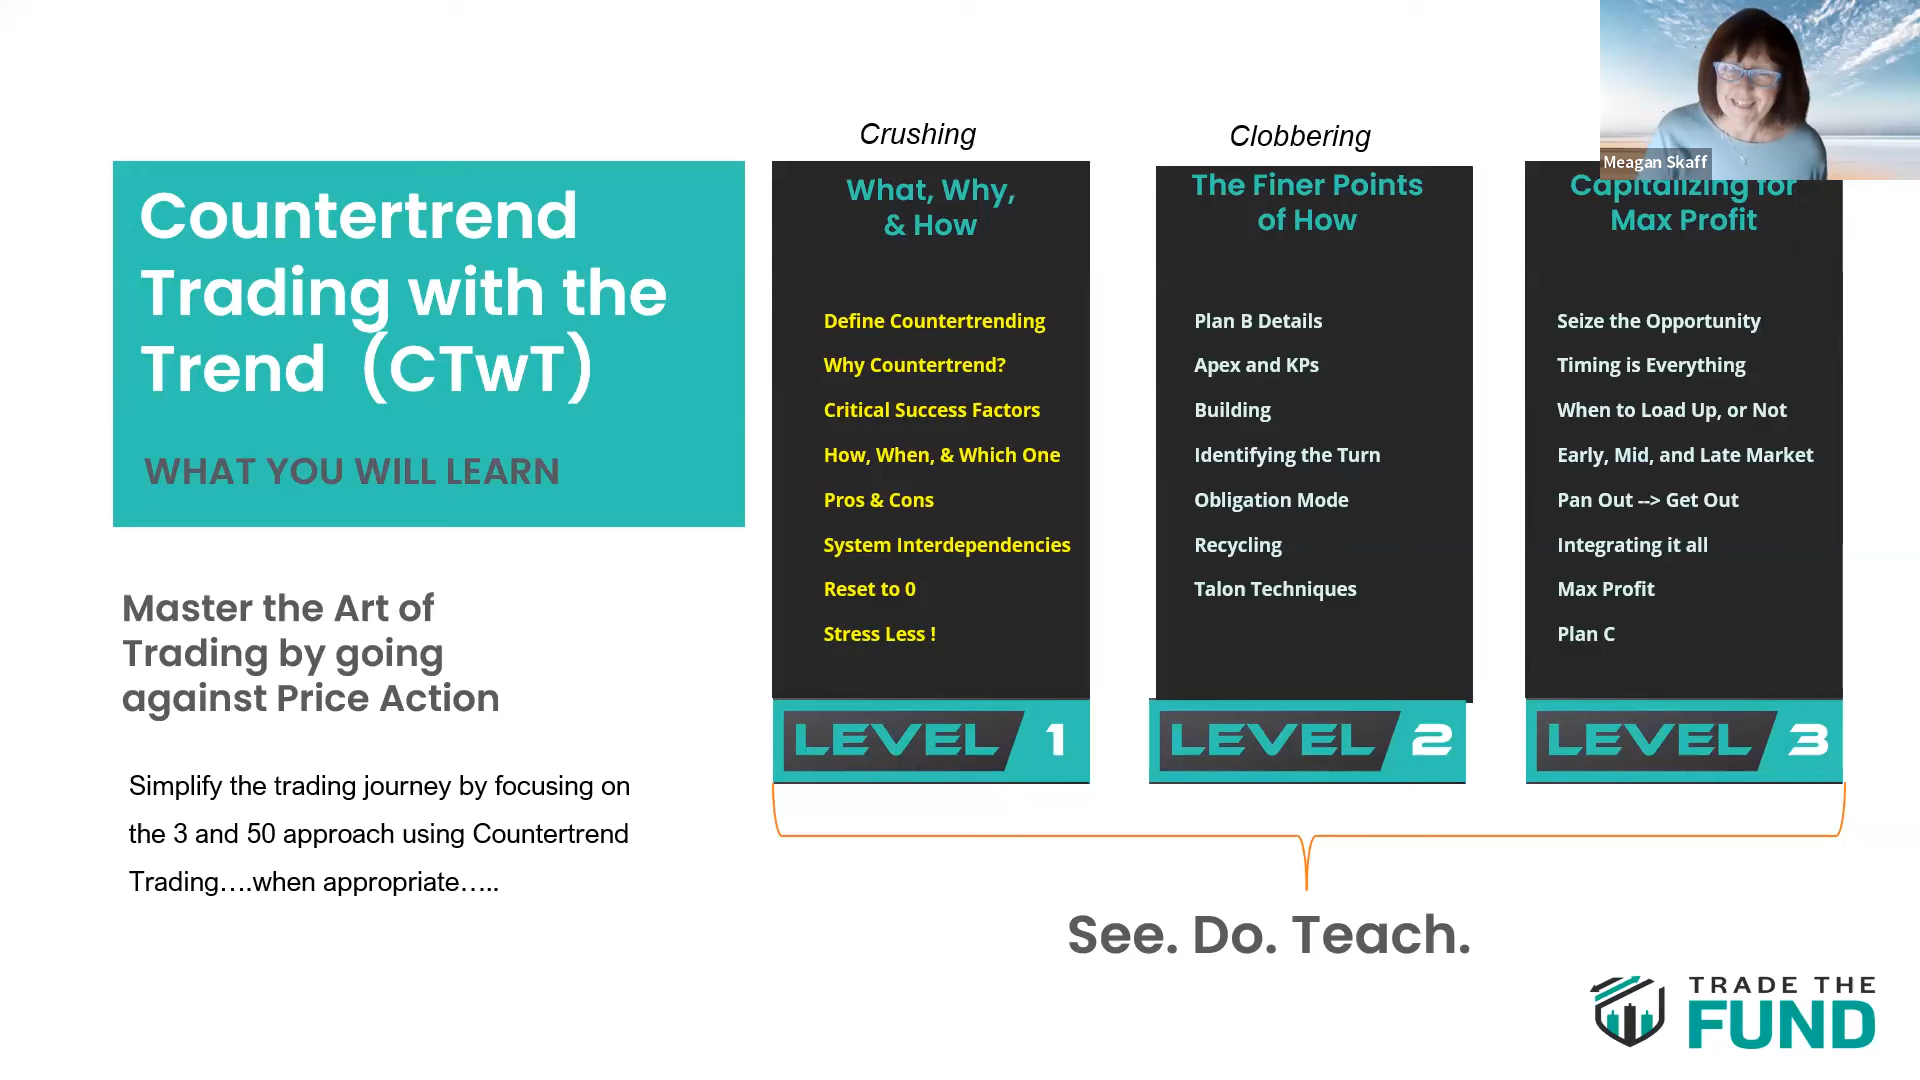 Countertrend
Trading with the
Trend (CTwT)
WHAT YOU WILL LEARN
Master the Art of
Trading by going
against Price Action
Simplify the trading journey by focusing on
the 3 and 50 approach using Countertrend
Trading….when appropriate…..
Crushing
What, Why,
& How
Define Countertrending
Why Countertrend?
Critical Success Factors
How, When, & Which One
Pros & Cons
System Interdependencies
Reset to 0
Stress Less !
LEVEL 1
Clobbering
The Finer Points
of How
Plan B Details
Apex and KPs
Building
Identifying the Turn
Obligation Mode
Recycling
Talon Techniques
LEVEL 2
Meagan Skaff
Capitalizing for
Max Profit
Seize the Opportunity
Timing is Everything
When to Load Up, or Not
Early, Mid, and Late Market
Pan Out --> Get Out
Integrating it all
Max Profit
Plan C
LEVEL 3
See. Do. Teach.
TRADE THE
FUND